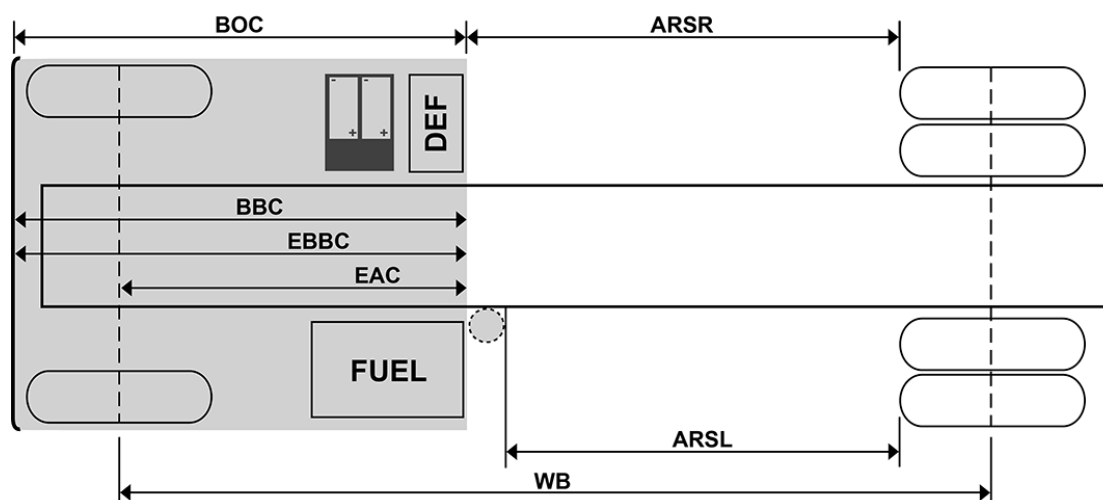 BOC
ARSR
- -
+ +
DEF
BBC
EBBC
EAC
FUEL
ARSL
WB